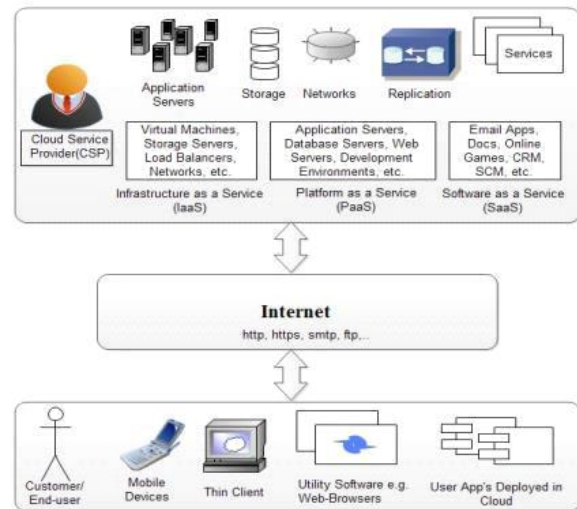 Application
Servers
Storage
Networks
Replication
Services
Cloud Service
Provider(CSP)
Virtual Machines,
Storage Servers,
Load Balancers,
Networks, etc.
Infrastructure as a Service
(IaaS)
Application Servers,
Database Servers, Web
Servers, Development
Environments, etc.
Platform as a Service
(PaaS)
Email Apps,
Docs, Online
Games, CRM,
SCM, etc.
Software as a Service
(SaaS)
Internet
http, https, smtp, ftp,..
Customer/
End-user
Mobile
Devices
Thin Client
Utility Software e.g.
Web-Browsers
User App's Deployed in
Cloud